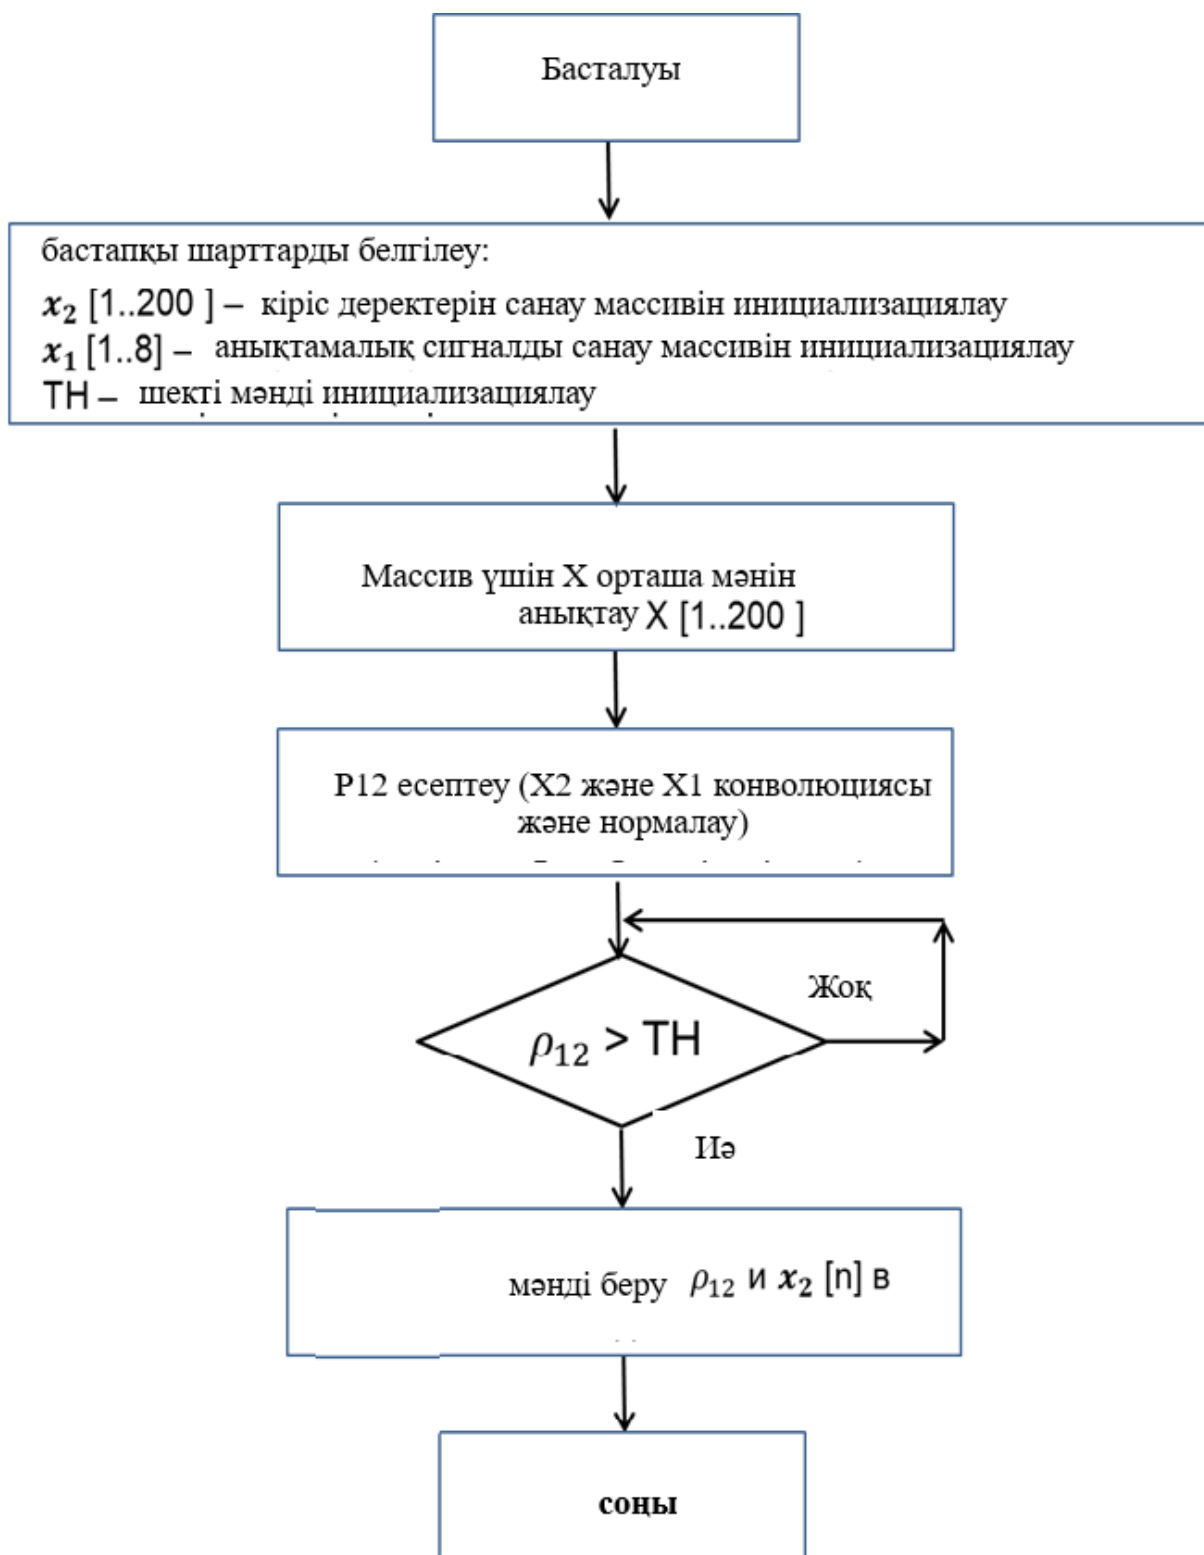 Басталуы
бастапқы шарттарды белгілеу:
x₂ [1..200 ] – кіріс деректерін санау массивін инициализациялау
x₁ [1..8] – анықтамалық сигналды санау массивін инициализациялау
TH – шекті мәнді инициализациялау
Массив үшін X орташа мәнін
анықтау X [1..200 ]
P12 есептеу (X2 және X1 конволюциясы
және нормалау)
Жоқ
ρ₁₂ > TH
Иә
мәнді беру ρ₁₂ и x₂ [n] в
соңы